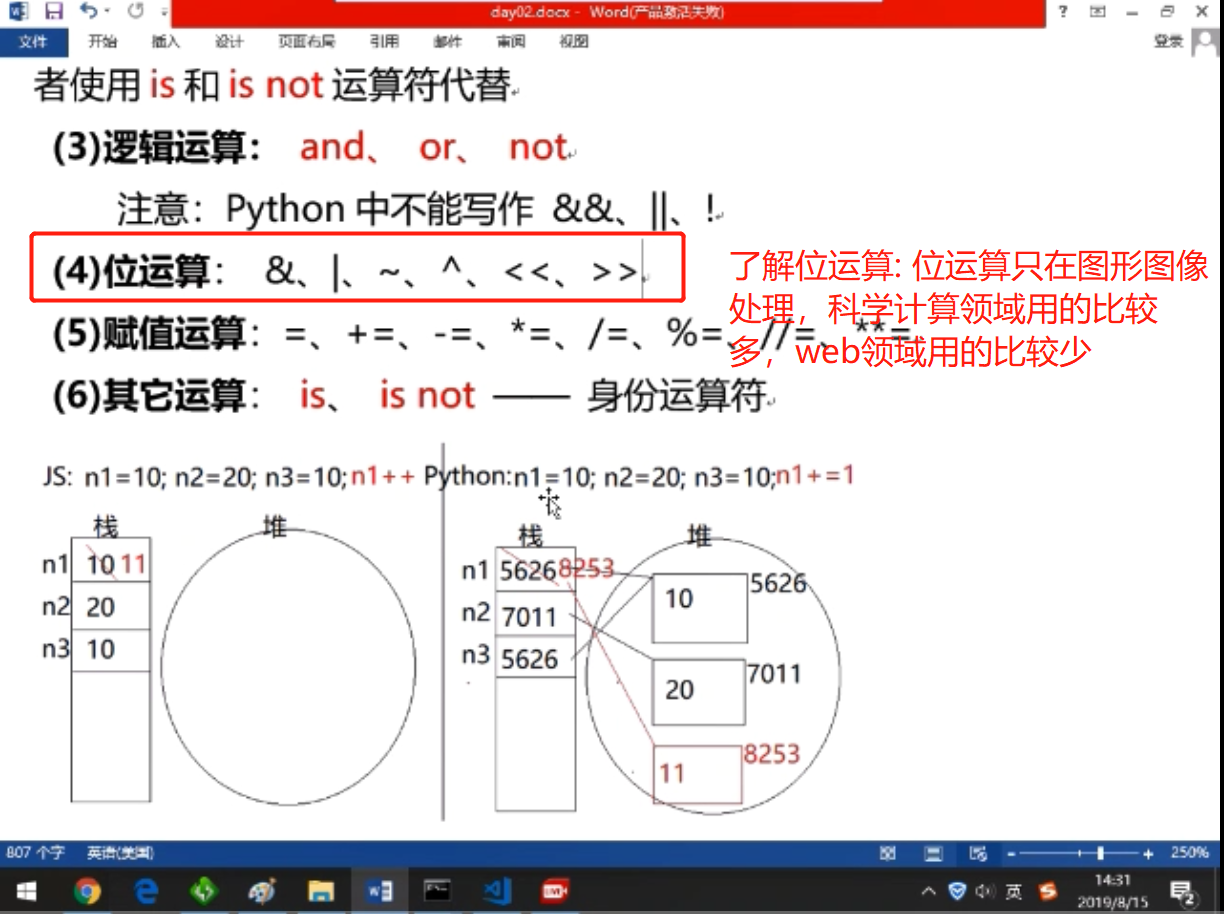 day02.docx - Word(产品激活失败)
文件 开始 插入 设计 页面布局 引用 邮件 审阅 视图 登录
者使用 is 和 is not 运算符代替
(3)逻辑运算： and、 or、 not
注意：Python 中不能写作 &&、||、!
(4)位运算： &、|、~、^、<<、>>
了解位运算: 位运算只在图形图像
处理，科学计算领域用的比较
多，web领域用的比较少
(5)赋值运算：=、+=、-=、*=、/=、%=、//=、**=
(6)其它运算： is、 is not —— 身份运算符
JS: n1=10; n2=20; n3=10;n1++ Python:n1=10; n2=20; n3=10;n1+=1
栈 堆
n1 10 11
n2 20
n3 10
栈 堆
n1 5626 8253
n2 7011
n3 5626
10 5626
20 7011
11 8253
807 个字 英语(美国) 250%
英 14:31
2019/8/15 2